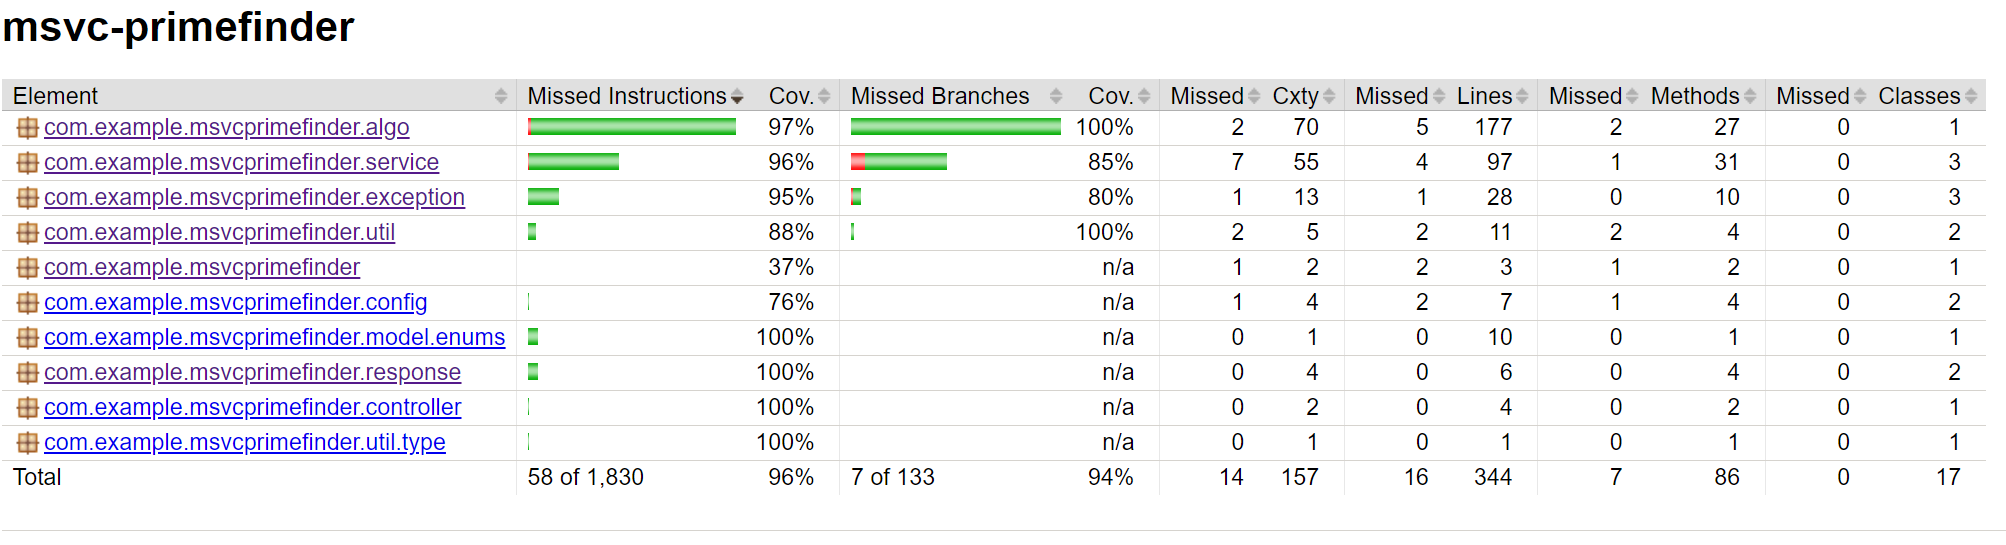 msvc-primefinder
Element Missed Instructions Cov. Missed Branches Cov. Missed Cxty Missed Lines Missed Methods Missed Classes
com.example.msvcprimefinder.algo 97% 100% 2 70 5 177 2 27 0 1
com.example.msvcprimefinder.service 96% 85% 7 55 4 97 1 31 0 3
com.example.msvcprimefinder.exception 95% 80% 1 13 1 28 0 10 0 3
com.example.msvcprimefinder.util 88% 100% 2 5 2 11 2 4 0 2
com.example.msvcprimefinder 37% n/a 1 2 2 3 1 2 0 1
com.example.msvcprimefinder.config 76% n/a 1 4 2 7 1 4 0 2
com.example.msvcprimefinder.model.enums 100% n/a 0 1 0 10 0 1 0 1
com.example.msvcprimefinder.response 100% n/a 0 4 0 6 0 4 0 2
com.example.msvcprimefinder.controller 100% n/a 0 2 0 4 0 2 0 1
com.example.msvcprimefinder.util.type 100% n/a 0 1 0 1 0 1 0 1
Total 58 of 1,830 96% 7 of 133 94% 14 157 16 344 7 86 0 17